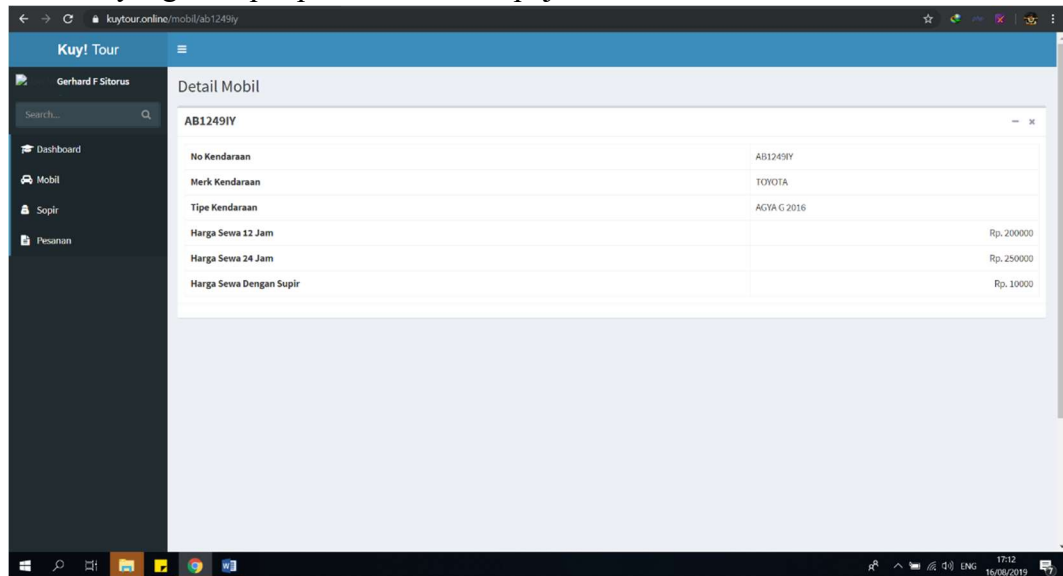 kuytour.online/mobil/ab1249iy
Kuy! Tour
Gerhard F Sitorus
Detail Mobil
Search...
AB1249IY
Dashboard
No Kendaraan AB1249IY
Mobil
Merk Kendaraan TOYOTA
Sopir
Tipe Kendaraan AGYA G 2016
Pesanan
Harga Sewa 12 Jam Rp. 200000
Harga Sewa 24 Jam Rp. 250000
Harga Sewa Dengan Supir Rp. 10000
ENG
17:12
16/08/2019